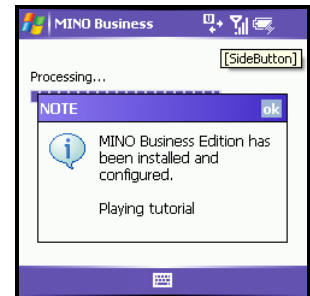 MINO Business
[SideButton]
Processing...
NOTE
ok
MINO Business Edition has
been installed and
configured.
Playing tutorial